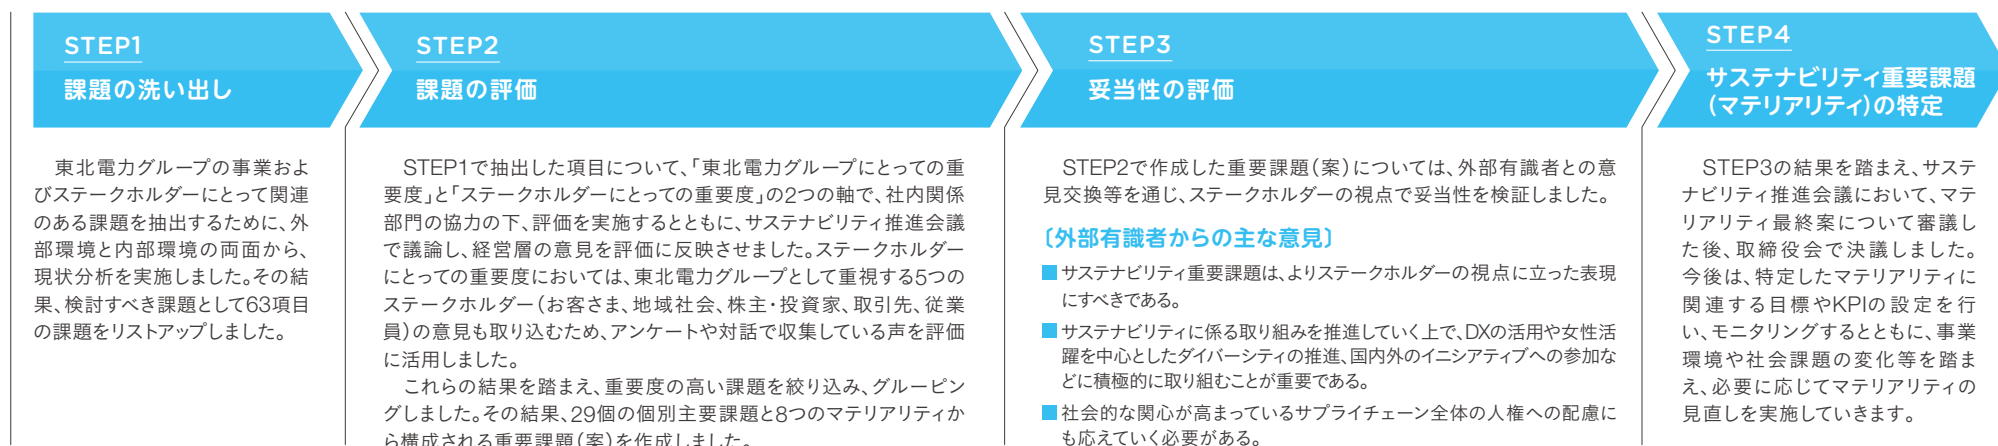 STEP1
課題の洗い出し
東北電力グループの事業およ
びステークホルダーにとって関連
のある課題を抽出するために、外
部環境と内部環境の両面から、
現状分析を実施しました。その結
果、検討すべき課題として63項目
の課題をリストアップしました。
STEP2
課題の評価
STEP1で抽出した項目について、「東北電力グループにとっての重
要度」と「ステークホルダーにとっての重要度」の2つの軸で、社内関係
部門の協力の下、評価を実施するとともに、サステナビリティ推進会議
で議論し、経営層の意見を評価に反映させました。ステークホルダー
にとっての重要度においては、東北電力グループとして重視する5つの
ステークホルダー（お客さま、地域社会、株主・投資家、取引先、従業
員）の意見も取り込むため、アンケートや対話で収集している声を評価
に活用しました。
これらの結果を踏まえ、重要度の高い課題を絞り込み、グルーピン
グしました。その結果、29個の個別主要課題と8つのマテリアリティか
ら構成される重要課題（案）を作成しました。
STEP3
妥当性の評価
STEP2で作成した重要課題（案）については、外部有識者との意
見交換等を通じ、ステークホルダーの視点で妥当性を検証しました。
〔外部有識者からの主な意見〕
■サステナビリティ重要課題は、よりステークホルダーの視点に立った表現
にすべきである。
■サステナビリティに係る取り組みを推進していく上で、DXの活用や女性活
躍を中心としたダイバーシティの推進、国内外のイニシアティブへの参加な
どに積極的に取り組むことが重要である。
■社会的な関心が高まっているサプライチェーン全体の人権への配慮に
も応えていく必要がある。
STEP4
サステナビリティ重要課題
（マテリアリティ）の特定
STEP3の結果を踏まえ、サステ
ナビリティ推進会議において、マテ
リアリティ最終案について審議し
た後、取締役会で決議しました。
今後は、特定したマテリアリティに
関連する目標やKPIの設定を行
い、モニタリングするとともに、事業
環境や社会課題の変化等を踏ま
え、必要に応じてマテリアリティの
見直しを実施していきます。